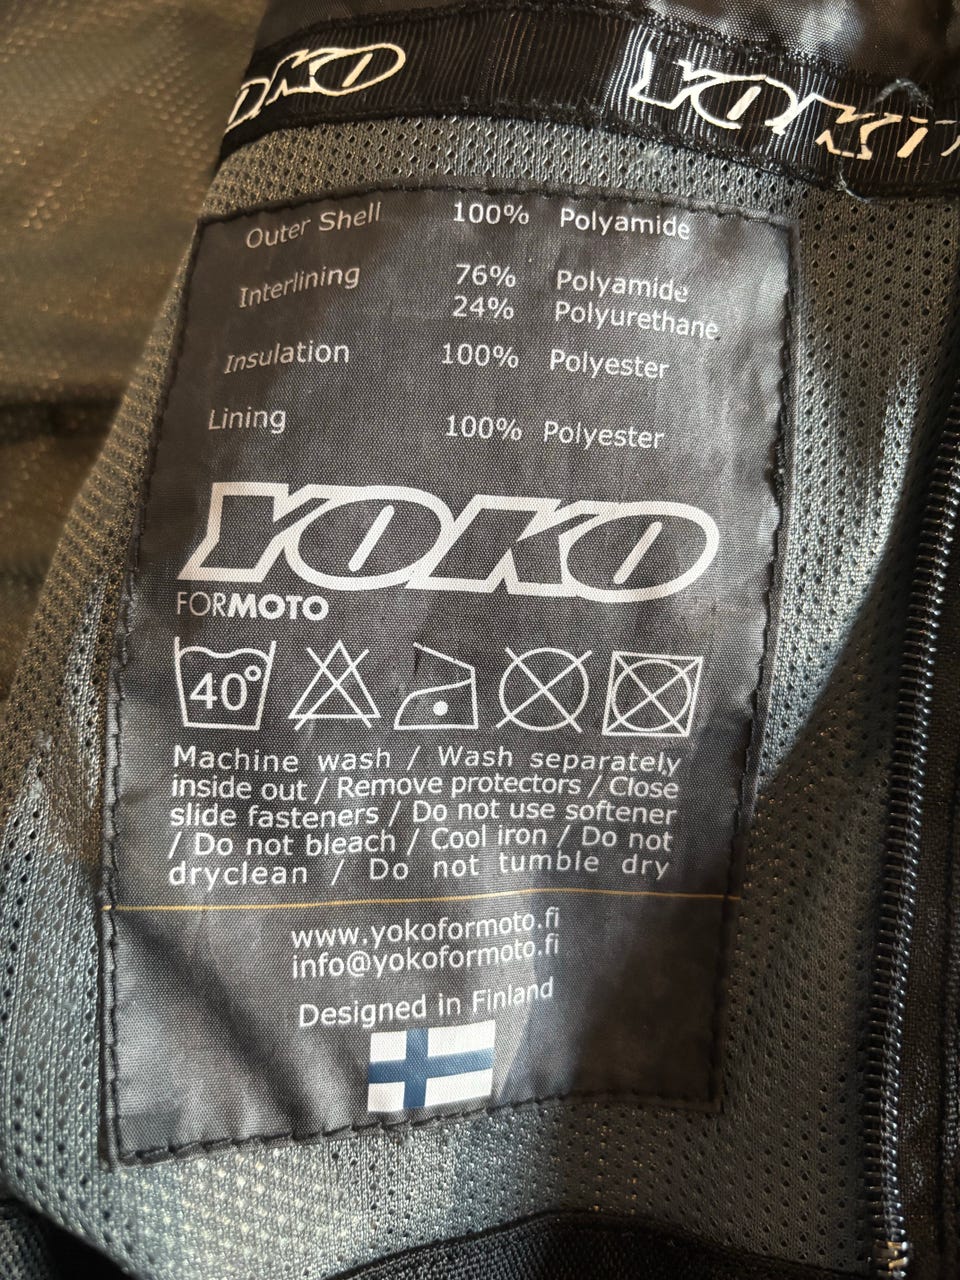 YOKO YOKO
Outer Shell 100% Polyamide
Interlining 76% Polyamide
24% Polyurethane
Insulation 100% Polyester
Lining 100% Polyester
YOKO
FORMOTO
40°
Machine wash / Wash separately
inside out / Remove protectors / Close
slide fasteners / Do not use softener
/ Do not bleach / Cool iron / Do not
dryclean / Do not tumble dry
www.yokoformoto.fi
info@yokoformoto.fi
Designed in Finland